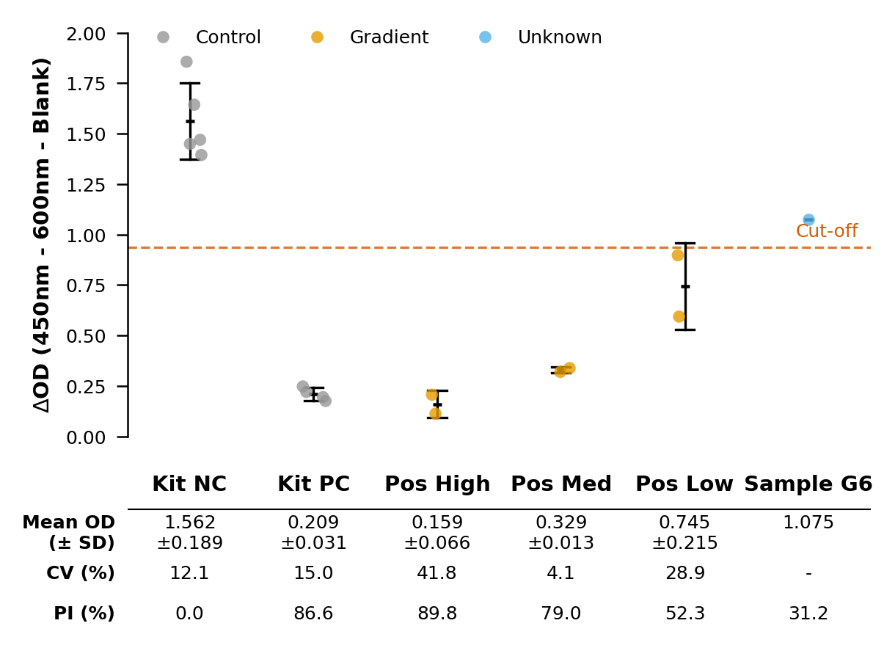 Control Gradient Unknown
ΔOD (450nm - 600nm - Blank)
2.00
1.75
1.50
1.25
1.00
0.75
0.50
0.25
0.00
Cut-off
Kit NC Kit PC Pos High Pos Med Pos Low Sample G6
Mean OD 1.562 0.209 0.159 0.329 0.745 1.075
(± SD) ±0.189 ±0.031 ±0.066 ±0.013 ±0.215
CV (%) 12.1 15.0 41.8 4.1 28.9 -
PI (%) 0.0 86.6 89.8 79.0 52.3 31.2